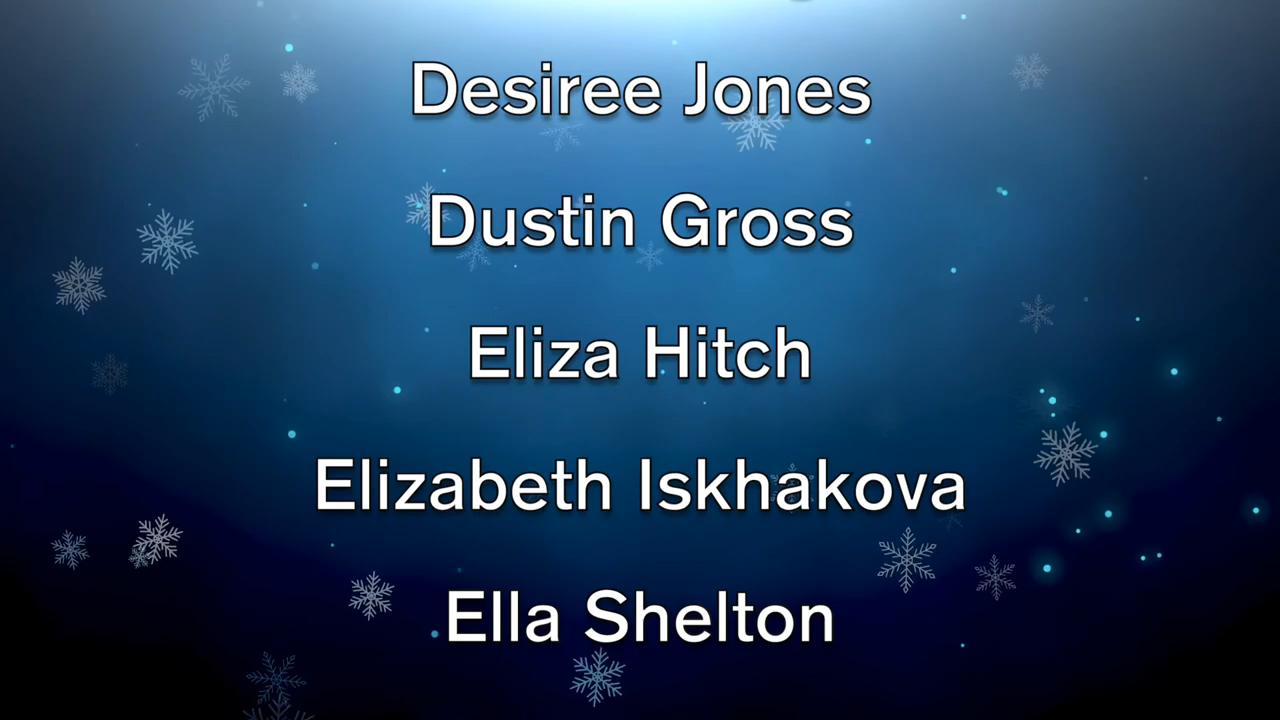 Desiree Jones
Dustin Gross
Eliza Hitch
Elizabeth Iskhakova
Ella Shelton